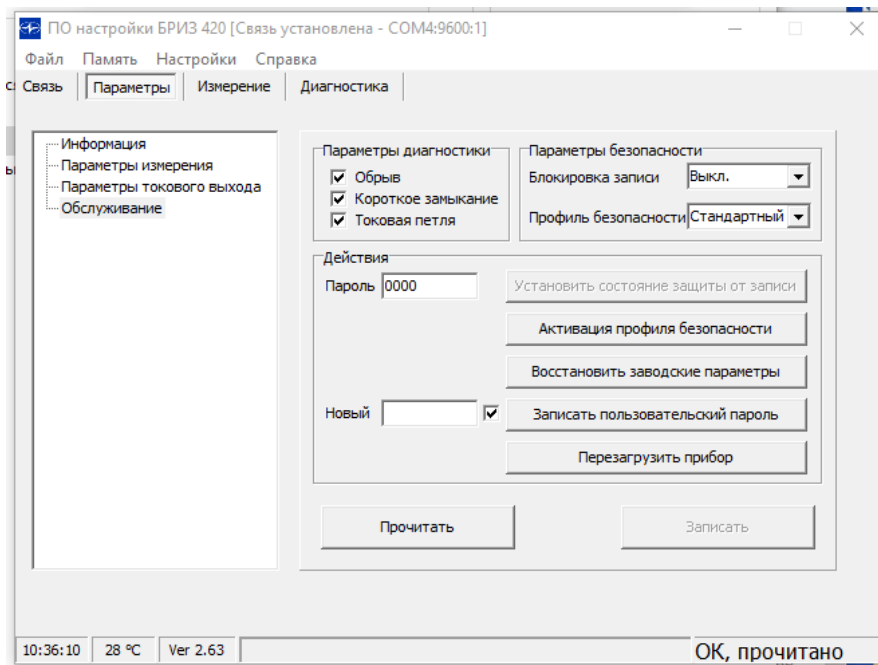 ПО настройки БРИЗ 420 [Связь установлена - COM4:9600:1]
Файл Память Настройки Справка
Связь Параметры Измерение Диагностика
Информация
Параметры измерения
Параметры токового выхода
Обслуживание
Параметры диагностики
Обрыв
Короткое замыкание
Токовая петля
Параметры безопасности
Блокировка записи Выкл.
Профиль безопасности Стандартный
Действия
Пароль 0000 Установить состояние защиты от записи
Активация профиля безопасности
Восстановить заводские параметры
Новый Записать пользовательский пароль
Перезагрузить прибор
Прочитать Записать
10:36:10 28 ºC Ver 2.63 ОК, прочитано